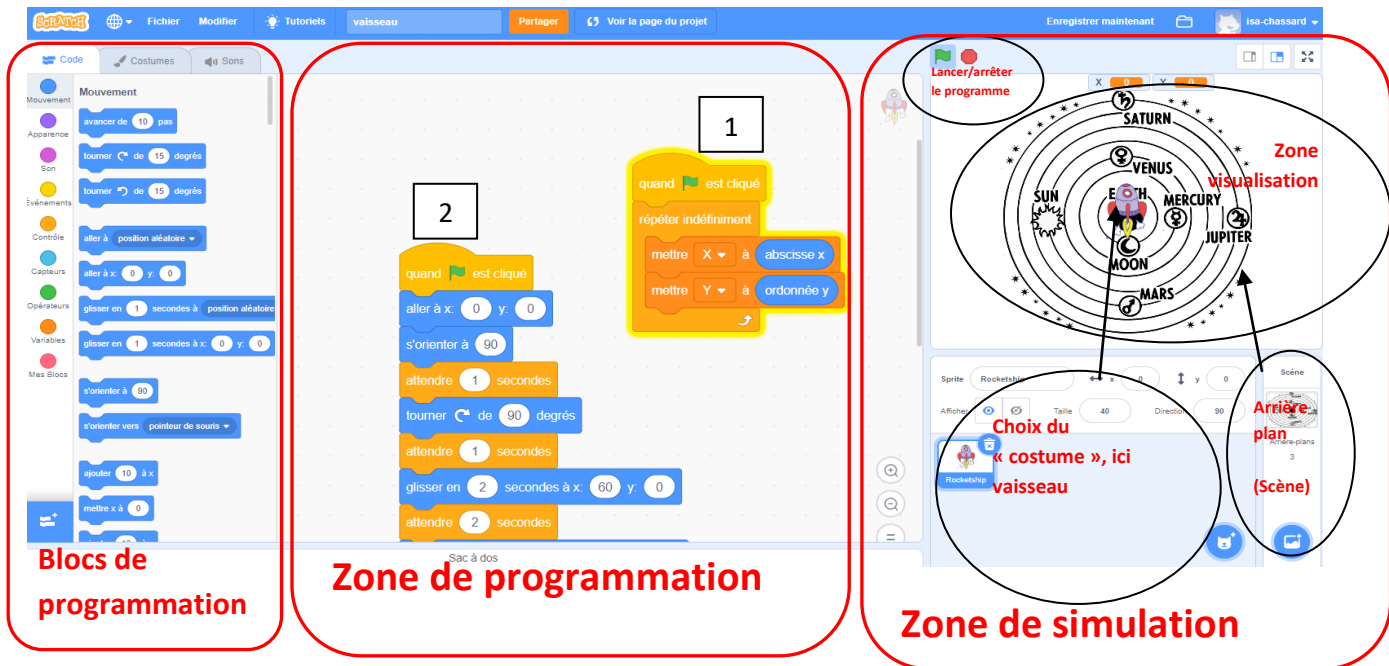 SCRATCH Fichier Modifier Tutoriels vaisseau Partager Voir la page du projet Enregistrer maintenant isa-chassard
Code Costumes Sons
Mouvement
Apparence
Son
Événements
Contrôle
Capteurs
Opérateurs
Variables
Mes Blocs
Mouvement
avancer de 10 pas
tourner de 15 degrés
tourner de 15 degrés
aller à position aléatoire
aller à x: 0 y: 0
glisser en 1 secondes à position aléatoire
glisser en 1 secondes à x: 0 y: 0
s'orienter à 90
s'orienter vers pointeur de souris
ajouter 10 à x
mettre x à 0
Blocs de
programmation
2
quand est cliqué
aller à x: 0 y: 0
s'orienter à 90
attendre 1 secondes
tourner de 90 degrés
attendre 1 secondes
glisser en 2 secondes à x: 60 y: 0
attendre 2 secondes
1
quand est cliqué
répéter indéfiniment
mettre X à abscisse x
mettre Y à ordonnée y
Sac à dos
Zone de programmation
Lancer/arrêter
le programme
X 0 Y 0
SATURN
VENUS
SUN
MERCURY
JUPITER
MOON
MARS
Zone
visualisation
Sprite Rocketship x 0 y 0
Afficher Taille 40 Direction 90
Rocketship
Choix du
« costume », ici
vaisseau
Scène
Arrière-plans
3
Arrière
plan
(Scène)
Zone de simulation